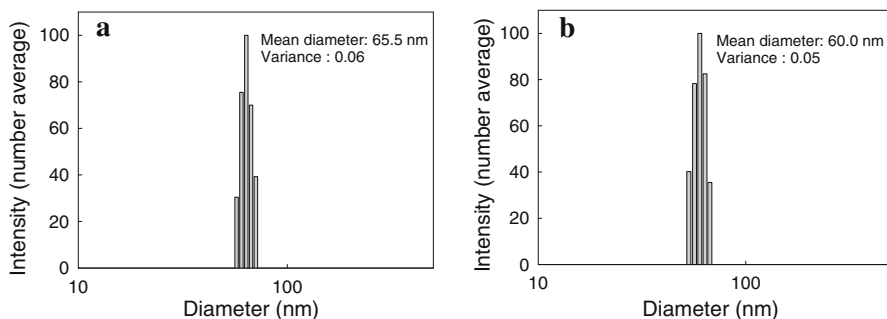 a
Mean diameter: 65.5 nm
Variance : 0.06
Intensity (number average)
100
80
60
40
20
0
10
100
Diameter (nm)
b
Mean diameter: 60.0 nm
Variance : 0.05
Intensity (number average)
100
80
60
40
20
0
10
100
Diameter (nm)